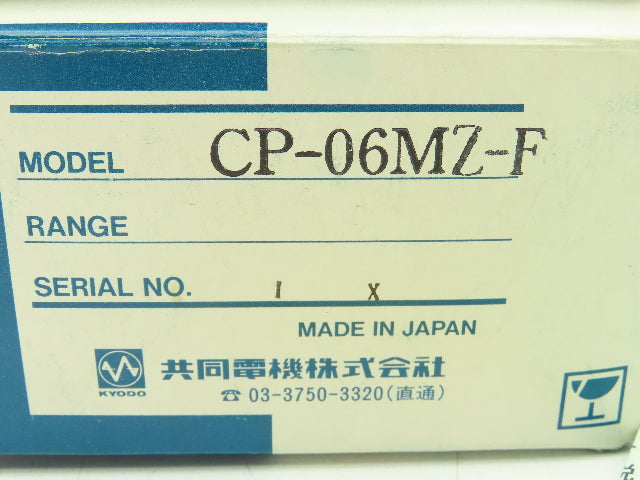 MODEL CP-06MZ-F
RANGE
SERIAL NO. 1 X
MADE IN JAPAN
KYODO 共同電機株式会社
☎ 03-3750-3320(直通)